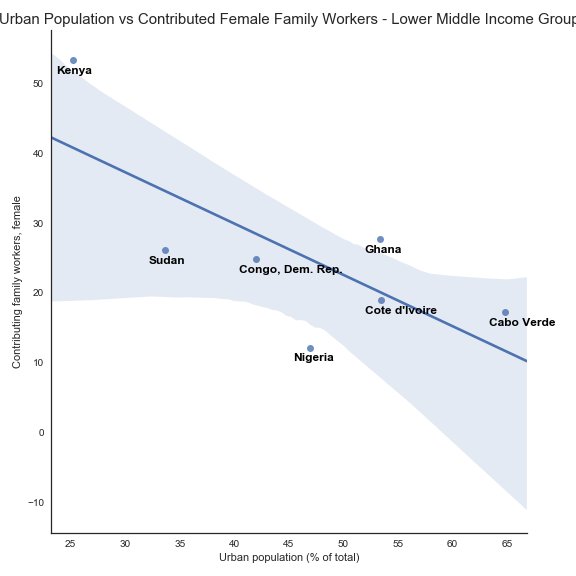 Urban Population vs Contributed Female Family Workers - Lower Middle Income Group
50
40
30
20
10
0
−10
Contributing family workers, female
Kenya
Sudan
Congo, Dem. Rep.
Ghana
Cote d'Ivoire
Cabo Verde
Nigeria
25 30 35 40 45 50 55 60 65
Urban population (% of total)